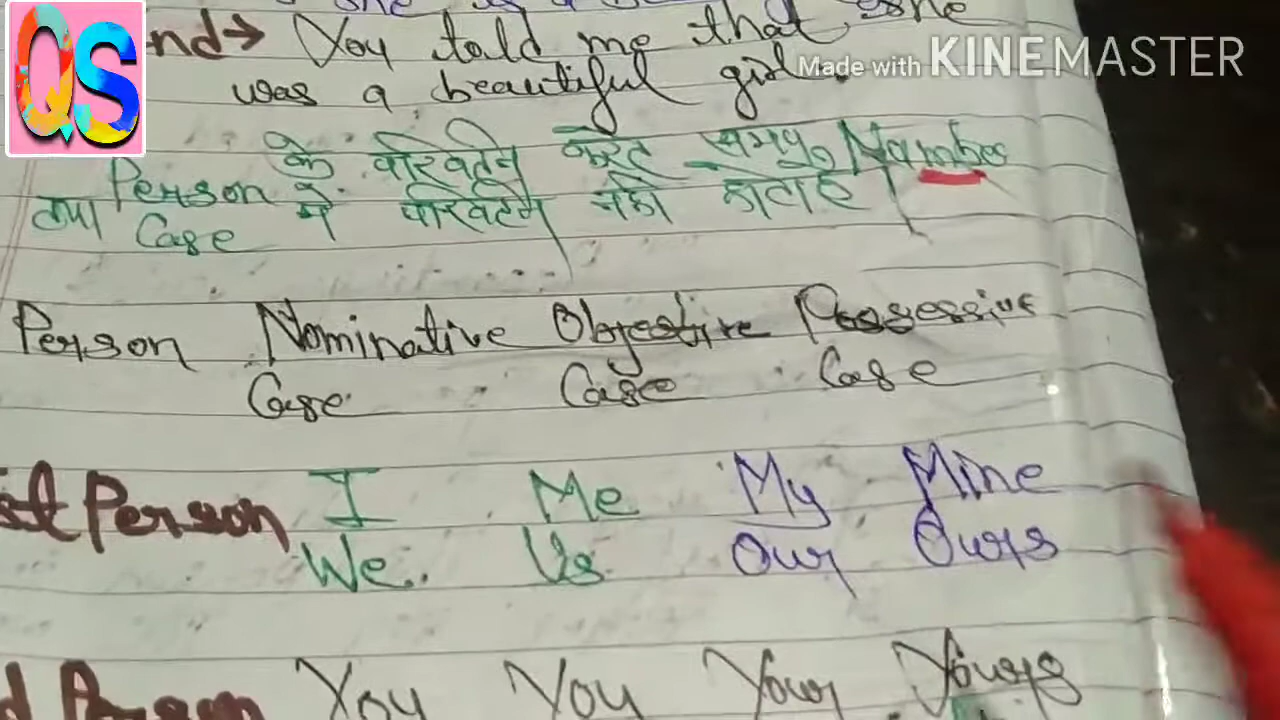 QS
nd→ You told me that she
Made with KINEMASTER
was a beautiful girl.
Person के परिवर्तन करते समय Number
तथा Case में परिवर्तन नही होता है।
Person Nominative Objective Possessive
Case Case Case
st Person I Me My Mine
We Us Our Ours
d Person You You Your Yours